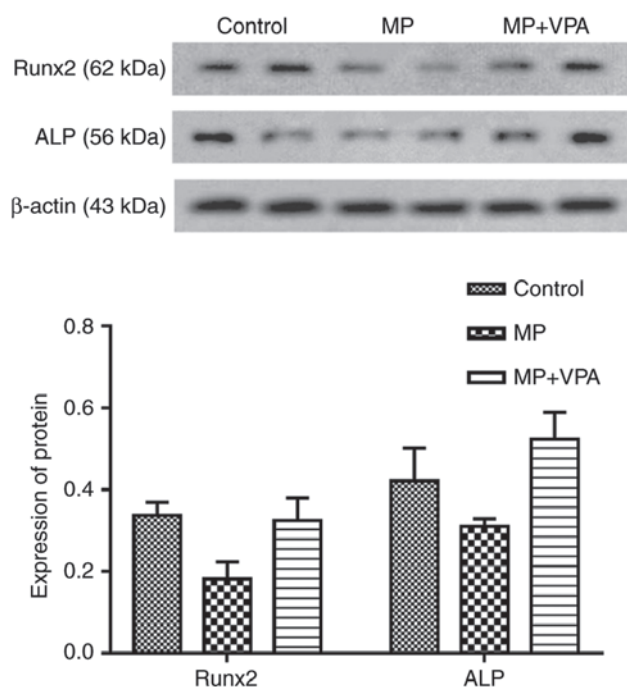 Control MP MP+VPA
Runx2 (62 kDa)
ALP (56 kDa)
β-actin (43 kDa)
Control
MP
MP+VPA
Expression of protein
0.8
0.6
0.4
0.2
0.0
Runx2 ALP